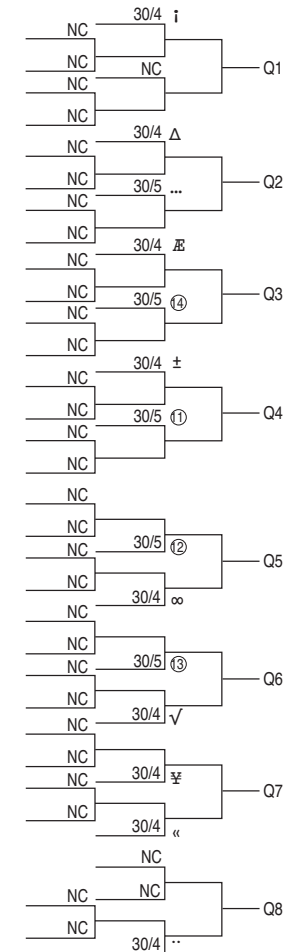 30/4 ¡
NC
NC
NC
NC
NC
Q1
30/4 Δ
NC
NC
30/5 ...
NC
NC
Q2
30/4 Æ
NC
NC
30/5 ⑭
NC
NC
Q3
30/4 ±
NC
NC
30/5 ⑪
NC
NC
Q4
NC
NC
30/5 ⑫
NC
NC
30/4 ∞
Q5
NC
NC
30/5 ⑬
NC
NC
30/4 √
Q6
NC
NC
30/4 ¥
NC
NC
30/4 «
Q7
NC
NC
NC
NC
30/4 ¨
Q8